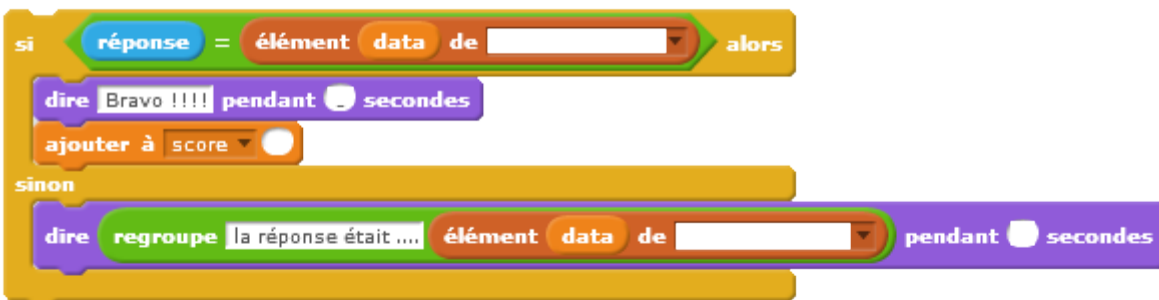 si réponse = élément data de alors
dire Bravo !!!! pendant _ secondes
ajouter à score
sinon
dire regroupe la réponse était .... élément data de pendant secondes